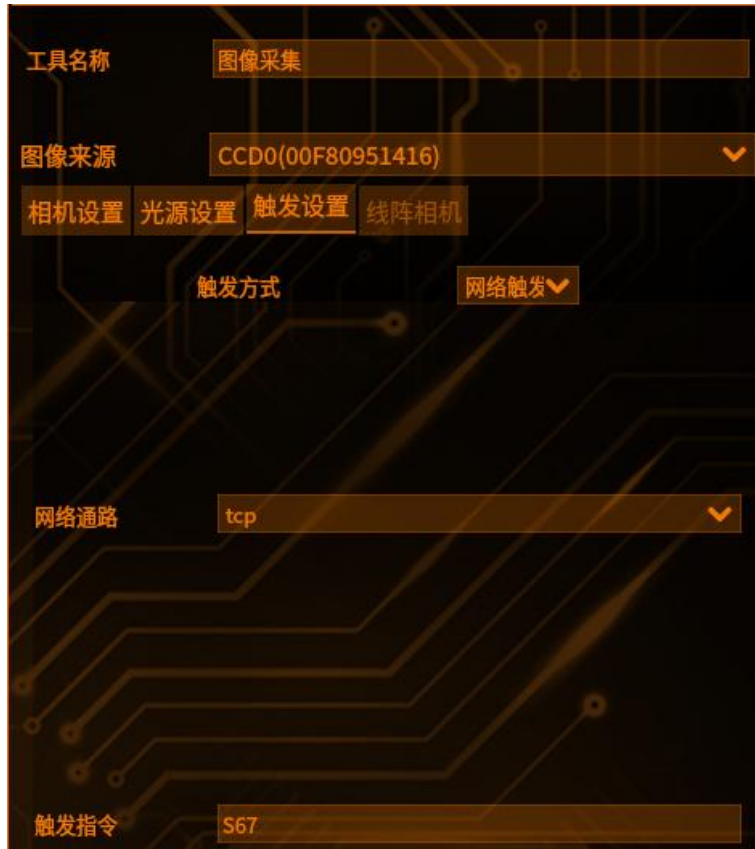 工具名称 图像采集
图像来源 CCD0(00F80951416)
相机设置 光源设置 触发设置 线阵相机
触发方式 网络触发
网络通路 tcp
触发指令 S67